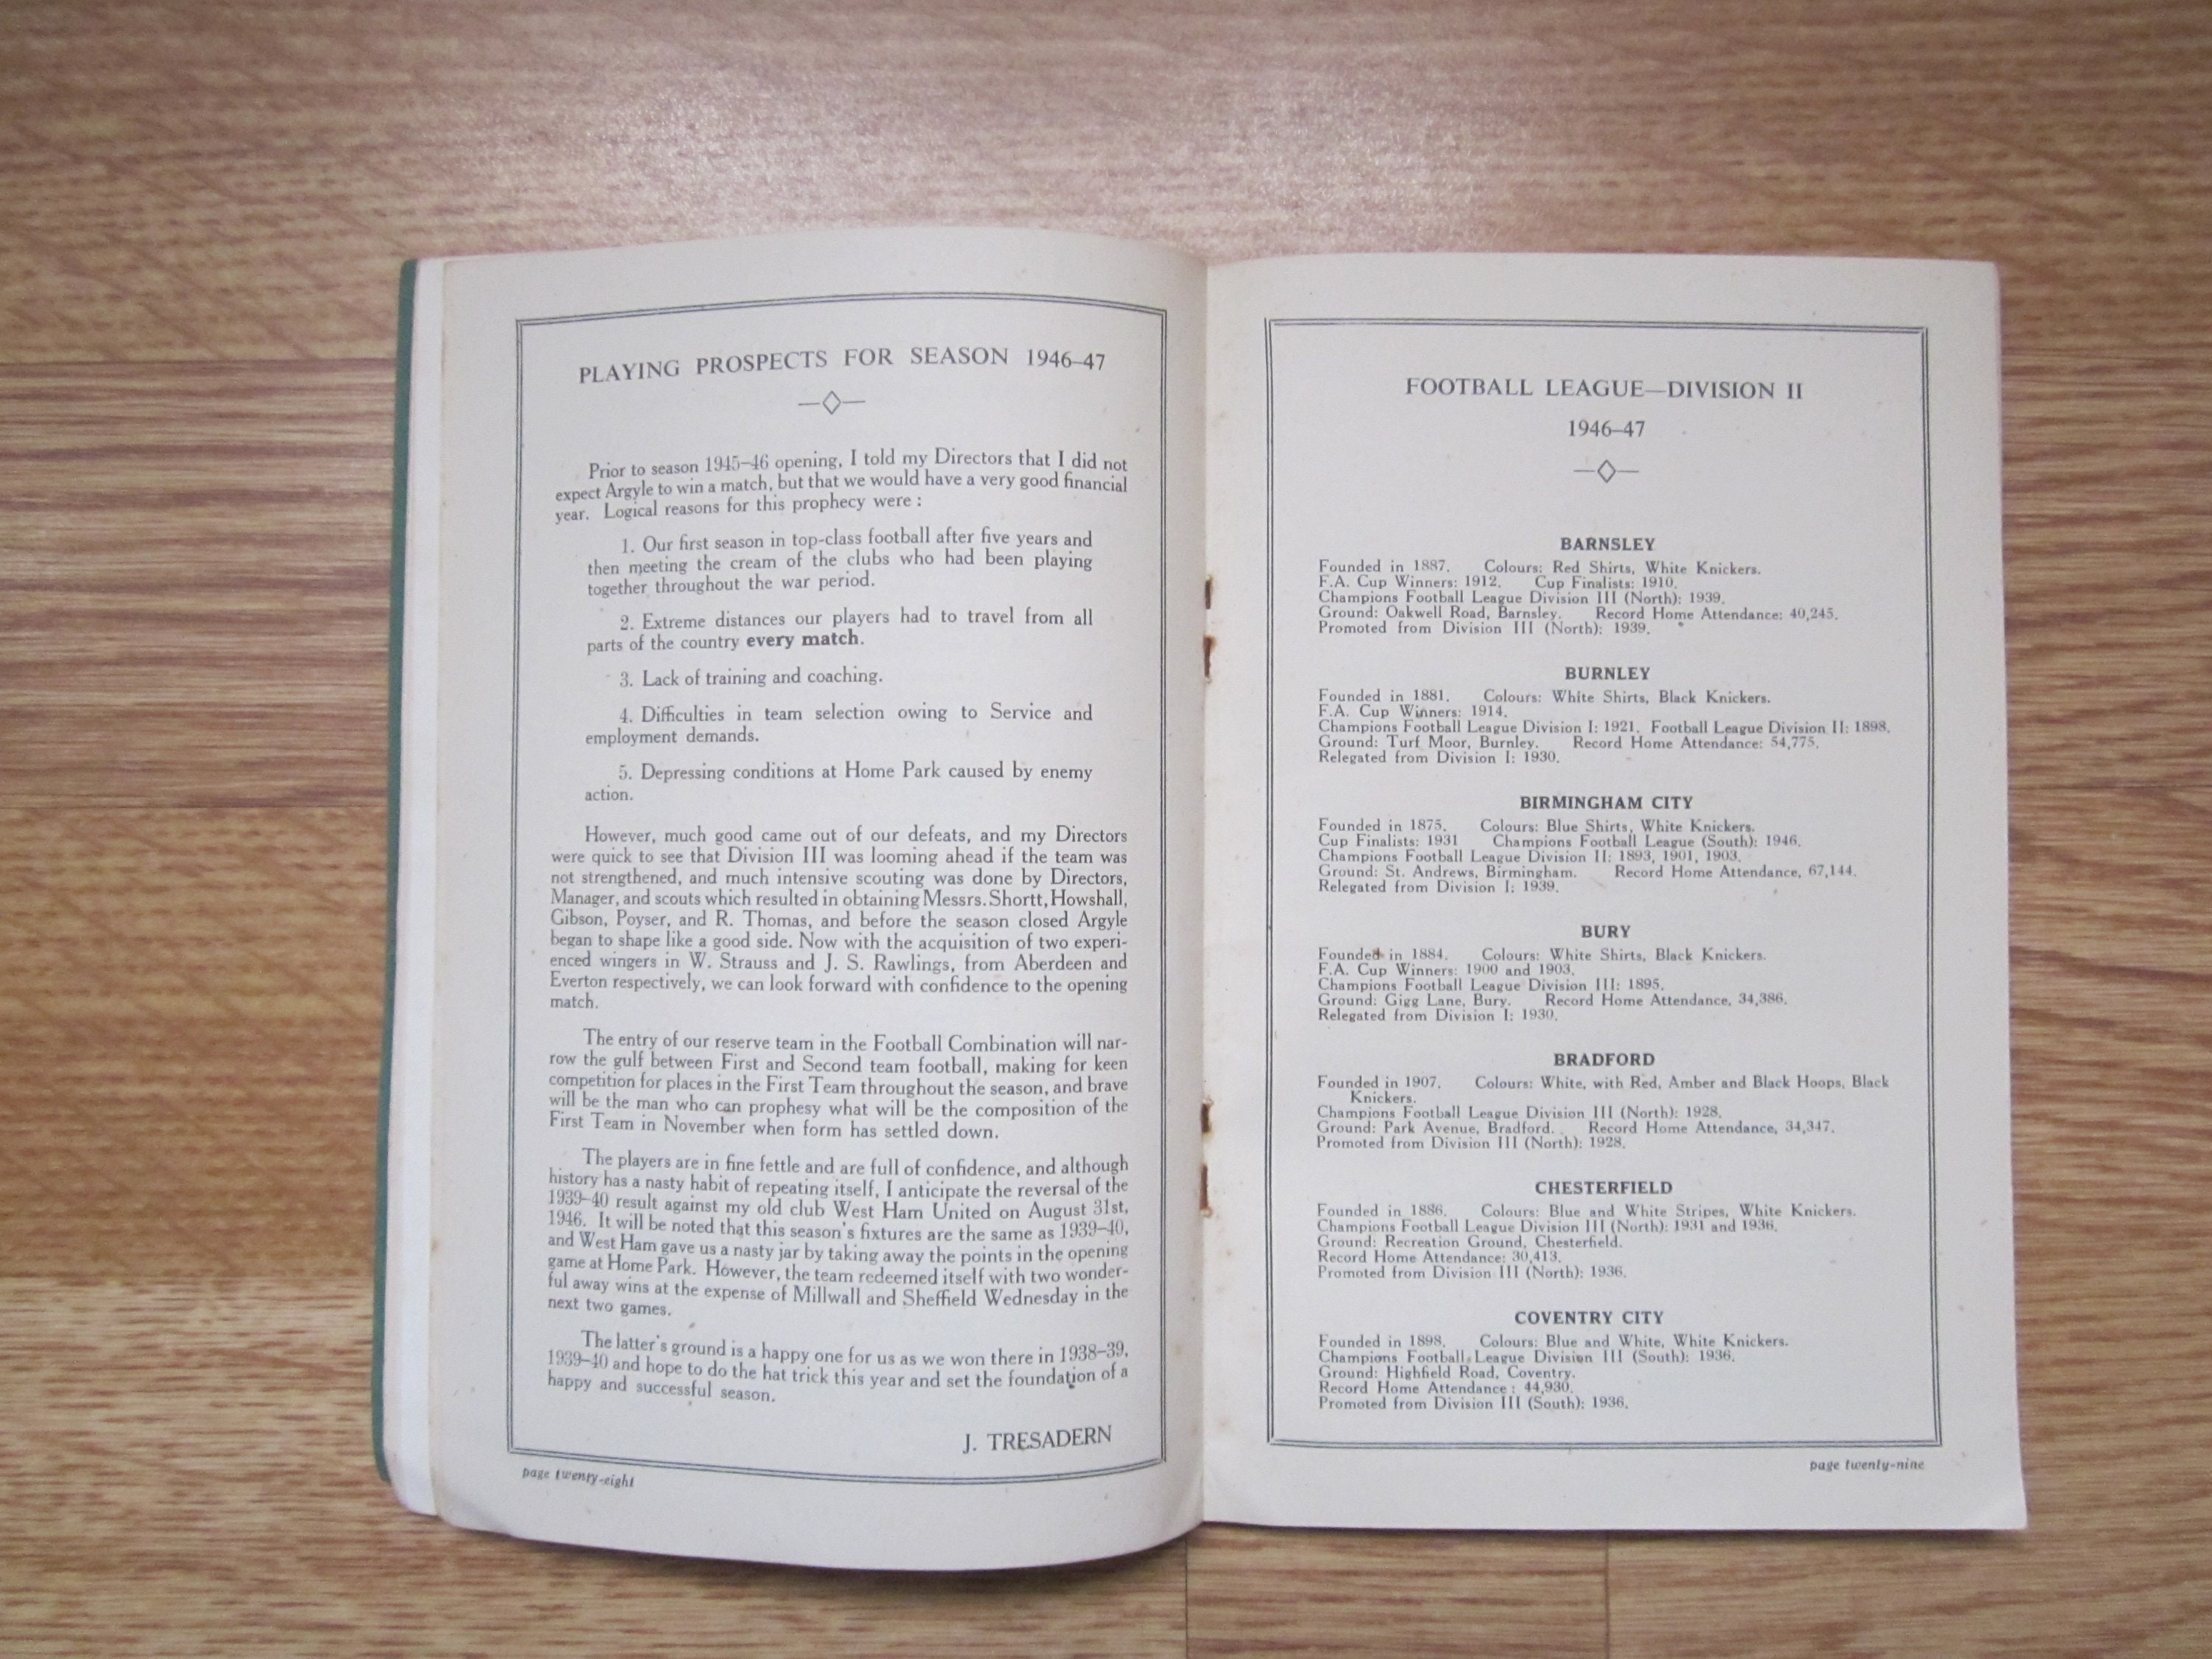 PLAYING PROSPECTS FOR SEASON 1946–47
Prior to season 1945–46 opening, I told my Directors that I did not
expect Argyle to win a match, but that we would have a very good financial
year. Logical reasons for this prophecy were :
1. Our first season in top-class football after five years and
then meeting the cream of the clubs who had been playing
together throughout the war period.
2. Extreme distances our players had to travel from all
parts of the country every match.
3. Lack of training and coaching.
4. Difficulties in team selection owing to Service and
employment demands.
5. Depressing conditions at Home Park caused by enemy
action.
However, much good came out of our defeats, and my Directors
were quick to see that Division III was looming ahead if the team was
not strengthened, and much intensive scouting was done by Directors,
Manager, and scouts which resulted in obtaining Messrs. Shortt, Howshall,
Gibson, Poyser, and R. Thomas, and before the season closed Argyle
began to shape like a good side. Now with the acquisition of two experi-
enced wingers in W. Strauss and J. S. Rawlings, from Aberdeen and
Everton respectively, we can look forward with confidence to the opening
match.
The entry of our reserve team in the Football Combination will nar-
row the gulf between First and Second team football, making for keen
competition for places in the First Team throughout the season, and brave
will be the man who can prophesy what will be the composition of the
First Team in November when form has settled down.
The players are in fine fettle and are full of confidence, and although
history has a nasty habit of repeating itself, I anticipate the reversal of the
1939–40 result against my old club West Ham United on August 31st,
1946. It will be noted that this season's fixtures are the same as 1939–40,
and West Ham gave us a nasty jar by taking away the points in the opening
game at Home Park. However, the team redeemed itself with two wonder-
ful away wins at the expense of Millwall and Sheffield Wednesday in the
next two games.
The latter's ground is a happy one for us as we won there in 1938–39,
1939–40 and hope to do the hat trick this year and set the foundation of a
happy and successful season.
J. TRESADERN
page twenty-eight
FOOTBALL LEAGUE—DIVISION II
1946–47
BARNSLEY
Founded in 1887. Colours: Red Shirts, White Knickers.
F.A. Cup Winners: 1912. Cup Finalists: 1910.
Champions Football League Division III (North): 1939.
Ground: Oakwell Road, Barnsley. Record Home Attendance: 40,245.
Promoted from Division III (North): 1939.
BURNLEY
Founded in 1881. Colours: White Shirts, Black Knickers.
F.A. Cup Winners: 1914.
Champions Football League Division I: 1921. Football League Division II: 1898.
Ground: Turf Moor, Burnley. Record Home Attendance: 54,775.
Relegated from Division I: 1930.
BIRMINGHAM CITY
Founded in 1875. Colours: Blue Shirts, White Knickers.
Cup Finalists: 1931 Champions Football League (South): 1946.
Champions Football League Division II: 1893, 1901, 1903.
Ground: St. Andrews, Birmingham. Record Home Attendance, 67,144.
Relegated from Division I: 1939.
BURY
Founded in 1884. Colours: White Shirts, Black Knickers.
F.A. Cup Winners: 1900 and 1903.
Champions Football League Division III: 1895.
Ground: Gigg Lane, Bury. Record Home Attendance, 34,386.
Relegated from Division I: 1930.
BRADFORD
Founded in 1907. Colours: White, with Red, Amber and Black Hoops, Black
Knickers.
Champions Football League Division III (North): 1928.
Ground: Park Avenue, Bradford. Record Home Attendance, 34,347.
Promoted from Division III (North): 1928.
CHESTERFIELD
Founded in 1886. Colours: Blue and White Stripes, White Knickers.
Champions Football League Division III (North): 1931 and 1936.
Ground: Recreation Ground, Chesterfield.
Record Home Attendance: 30,413.
Promoted from Division III (North): 1936.
COVENTRY CITY
Founded in 1898. Colours: Blue and White, White Knickers.
Champions Football League Division III (South): 1936.
Ground: Highfield Road, Coventry.
Record Home Attendance : 44,930.
Promoted from Division III (South): 1936.
page twenty-nine